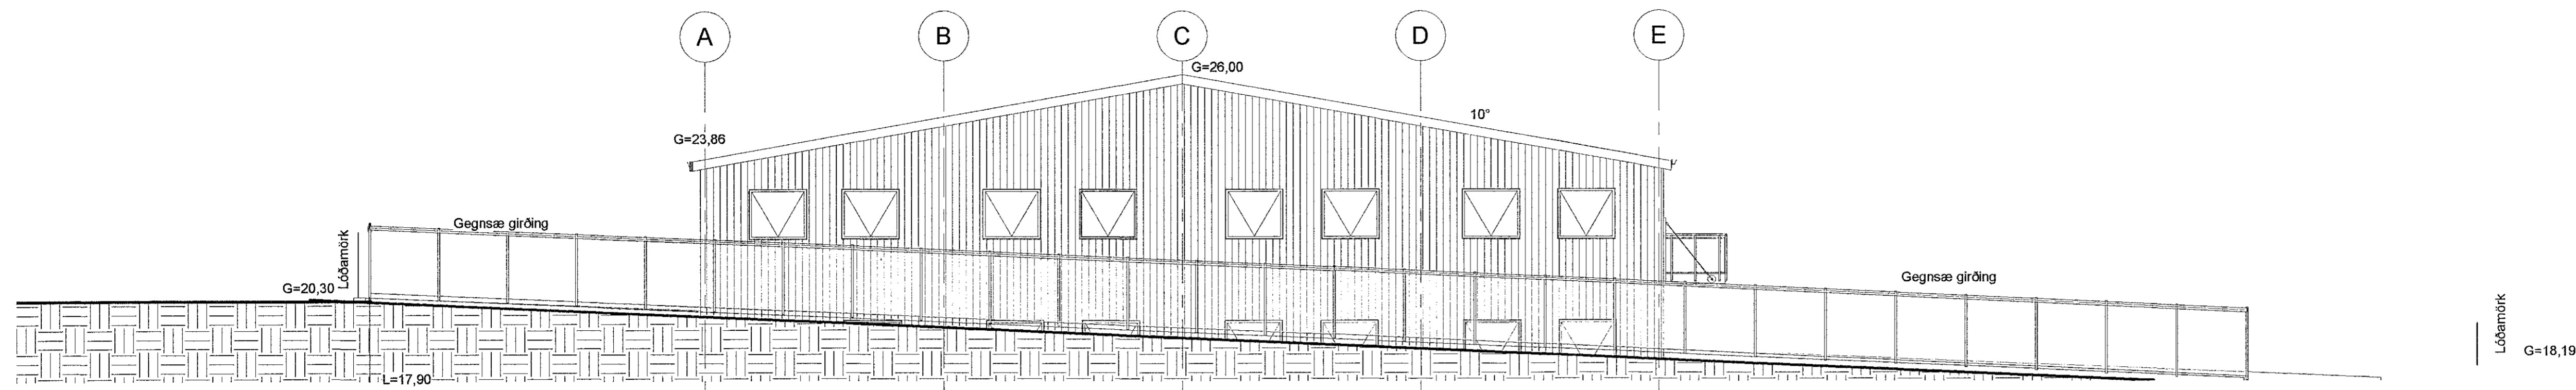 A
B
C
D
E
G=26,00
10°
G=23,86
Gegnsæ girðing
Lóðamörk
G=20,30
Gegnsæ girðing
Lóðamörk
G=18,19
L=17,90